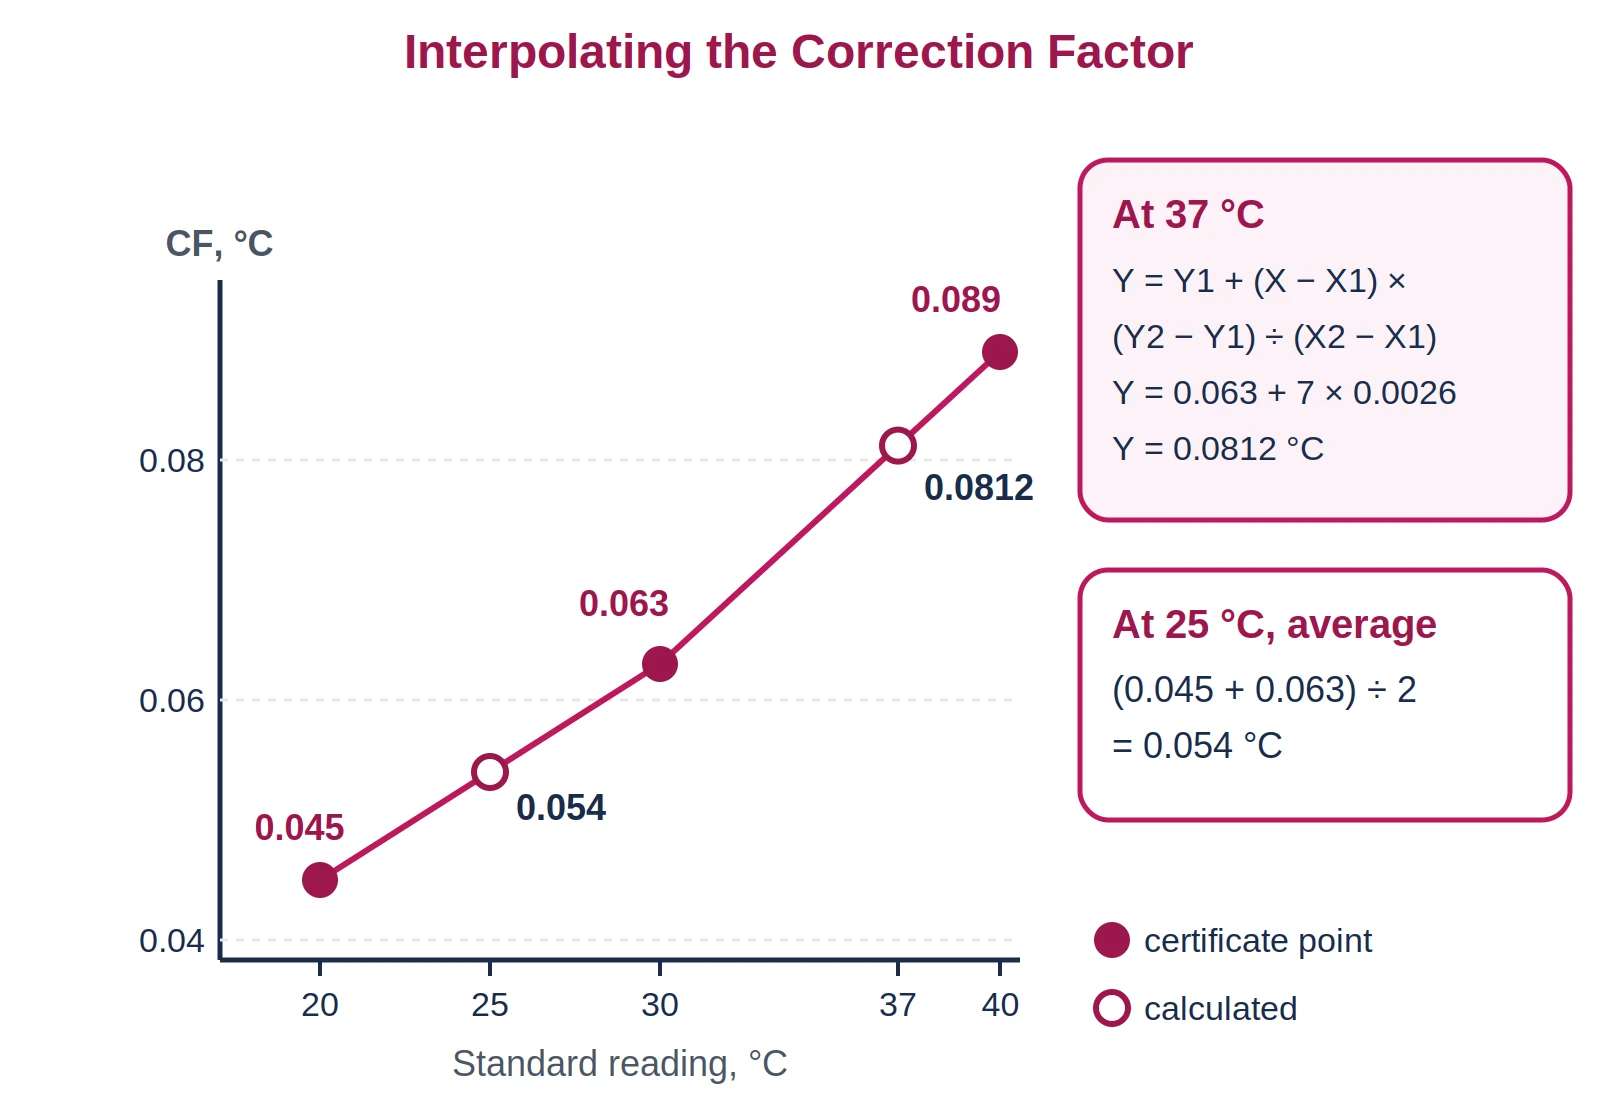 Interpolating the Correction Factor
CF, °C
0.089
0.08
0.0812
0.063
0.06
0.054
0.045
0.04
20 25 30 37 40
Standard reading, °C
At 37 °C
Y = Y1 + (X − X1) ×
(Y2 − Y1) ÷ (X2 − X1)
Y = 0.063 + 7 × 0.0026
Y = 0.0812 °C
At 25 °C, average
(0.045 + 0.063) ÷ 2
= 0.054 °C
certificate point
calculated